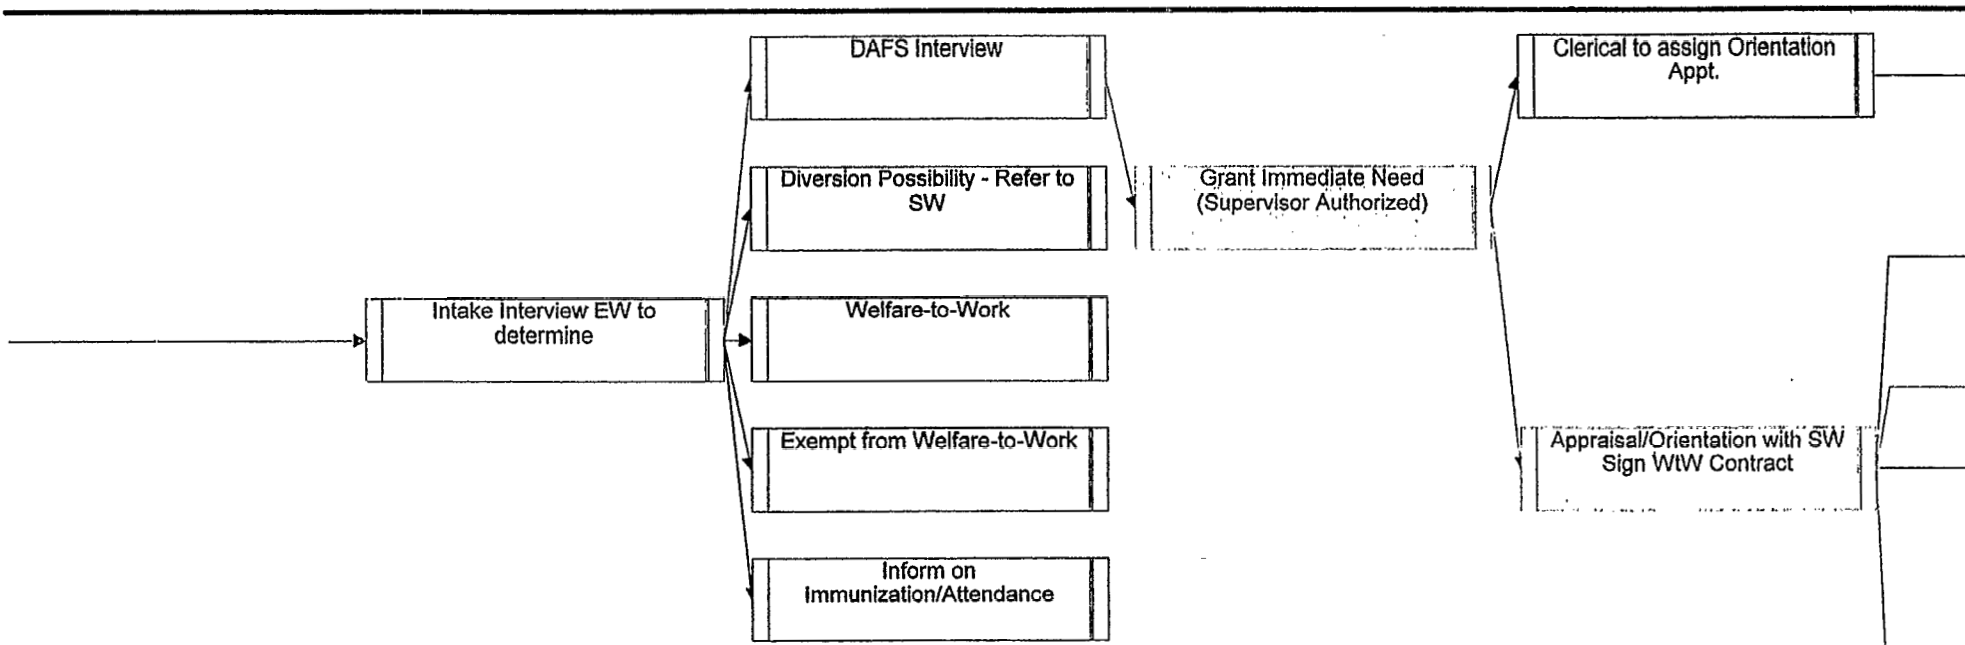 DAFS Interview
Clerical to assign Orientation
Appt.
Diversion Possibility - Refer to
SW
Grant Immediate Need
(Supervisor Authorized)
Intake Interview EW to
determine
Welfare-to-Work
Exempt from Welfare-to-Work
Appraisal/Orientation with SW
Sign WtW Contract
Inform on
Immunization/Attendance